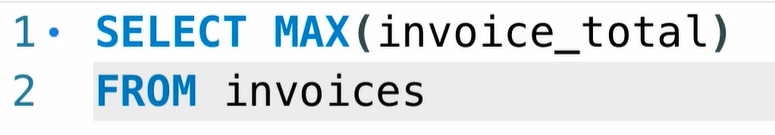 1 SELECT MAX(invoice_total)
2 FROM invoices